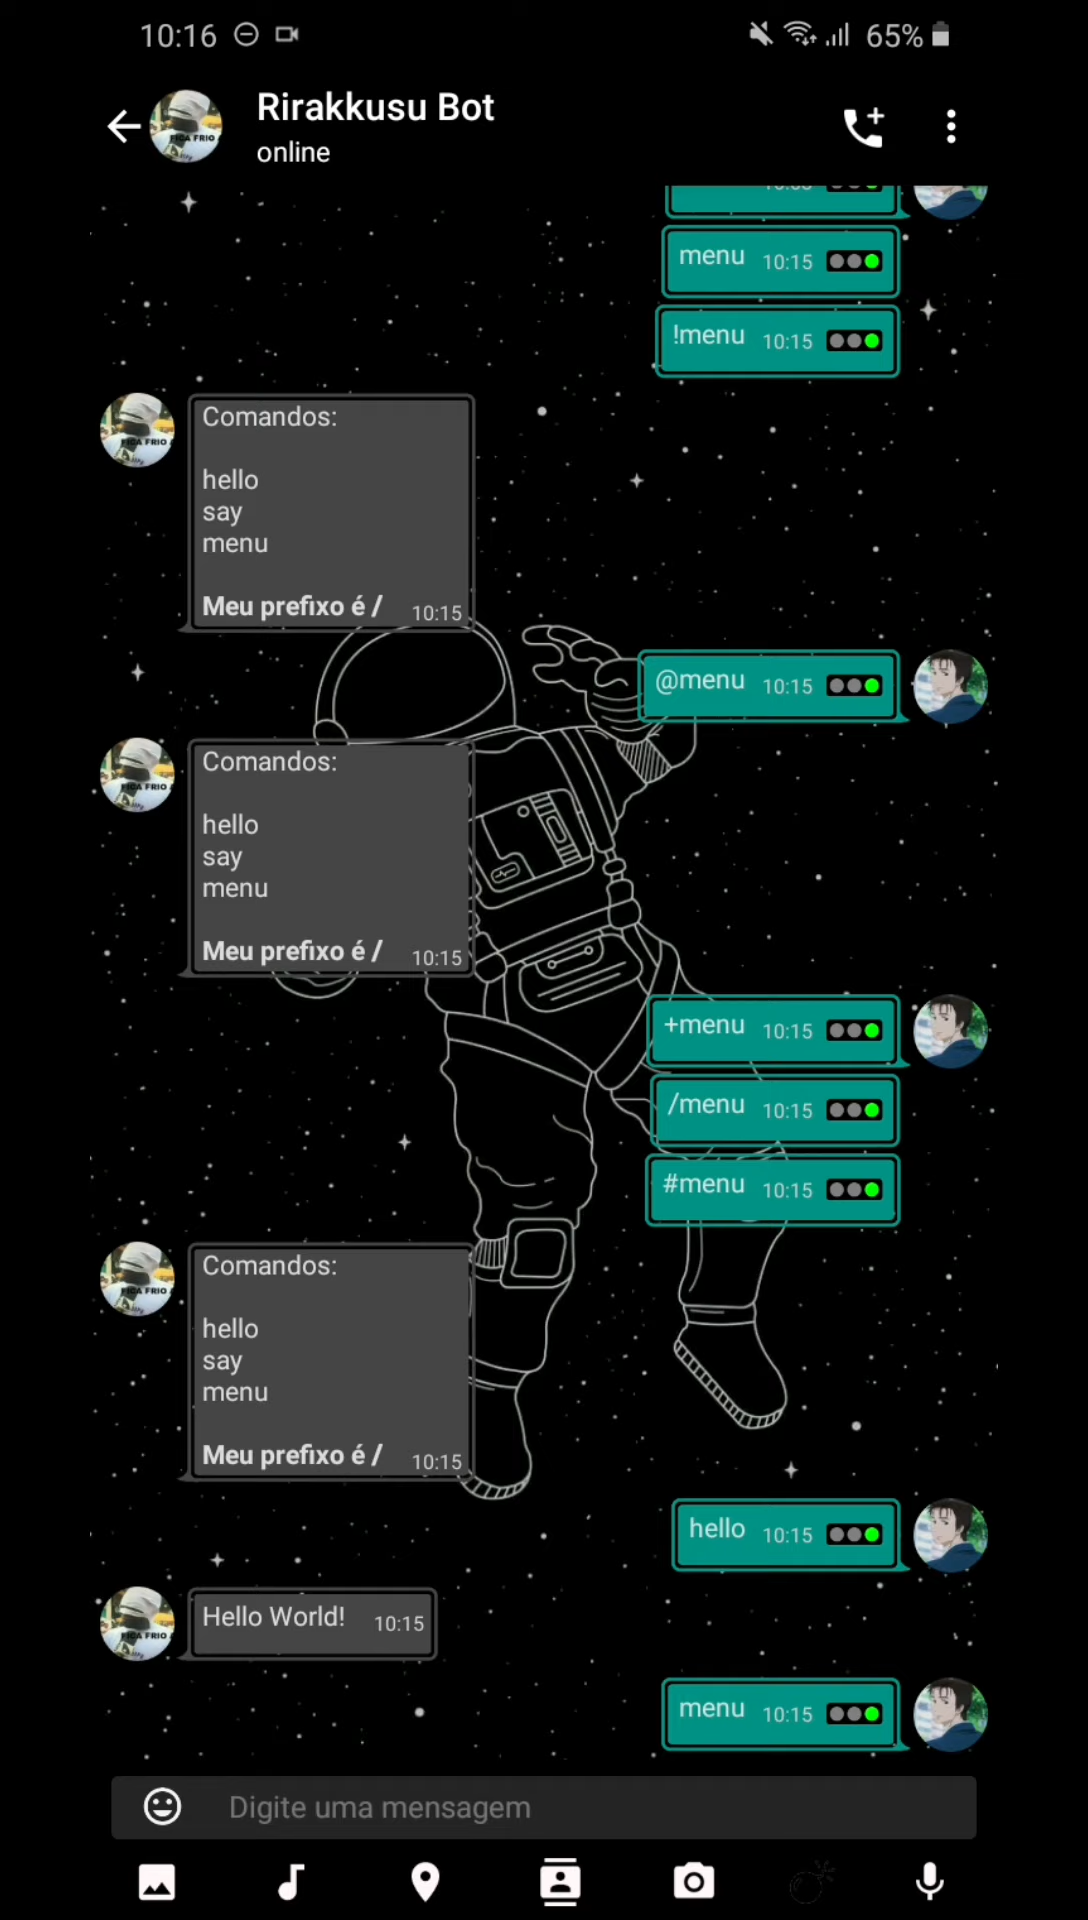 10:16
65%
Rirakkusu Bot
online
menu 10:15
!menu 10:15
Comandos:
hello
say
menu
Meu prefixo é / 10:15
@menu 10:15
Comandos:
hello
say
menu
Meu prefixo é / 10:15
+menu 10:15
/menu 10:15
#menu 10:15
Comandos:
hello
say
menu
Meu prefixo é / 10:15
hello 10:15
Hello World! 10:15
menu 10:15
Digite uma mensagem